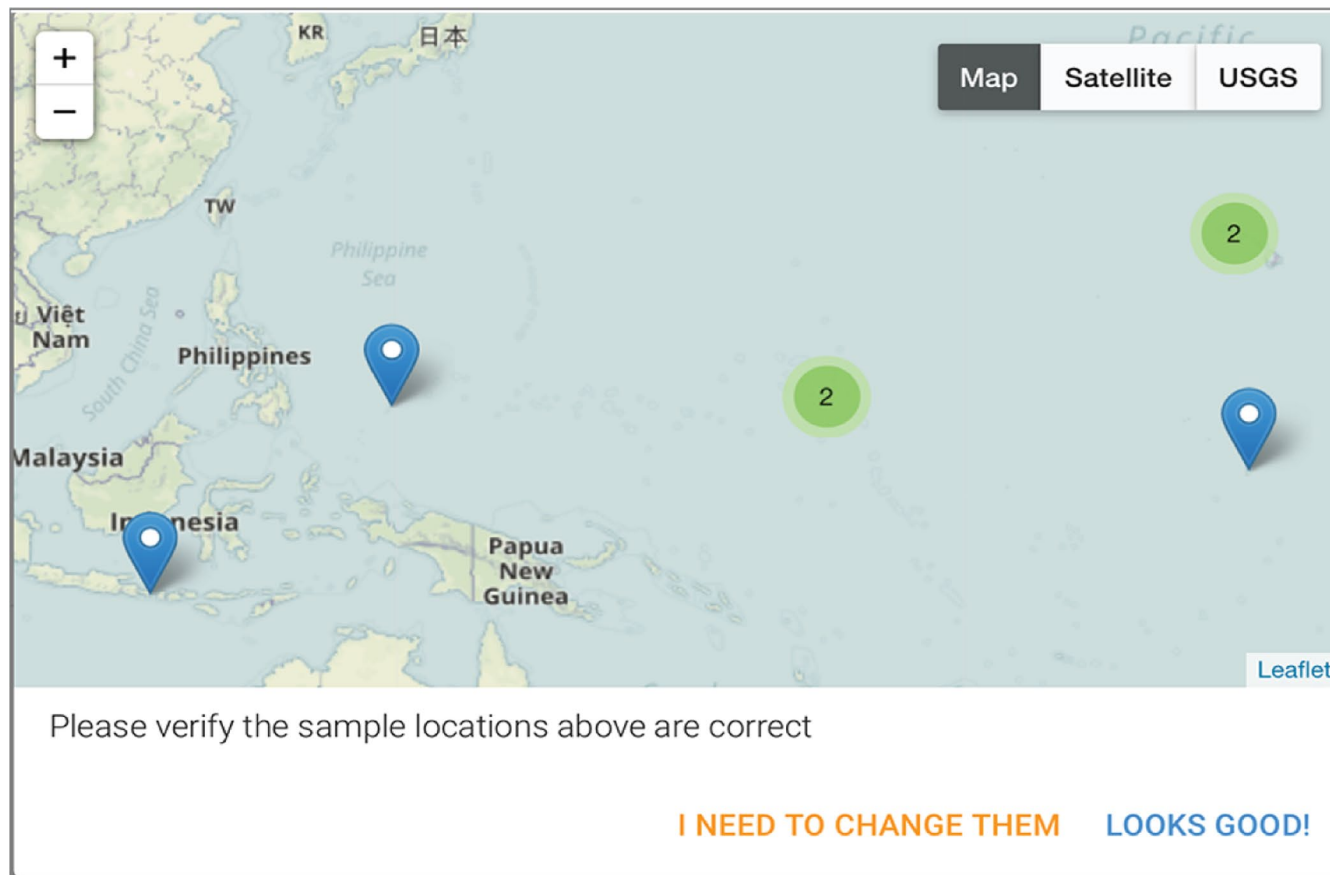 +
−
KR
日本
Pacific
Map
Satellite
USGS
TW
Philippine
Sea
2
Việt
Nam
South China Sea
Philippines
2
Malaysia
Indonesia
Papua
New
Guinea
Leaflet
Please verify the sample locations above are correct
I NEED TO CHANGE THEM
LOOKS GOOD!